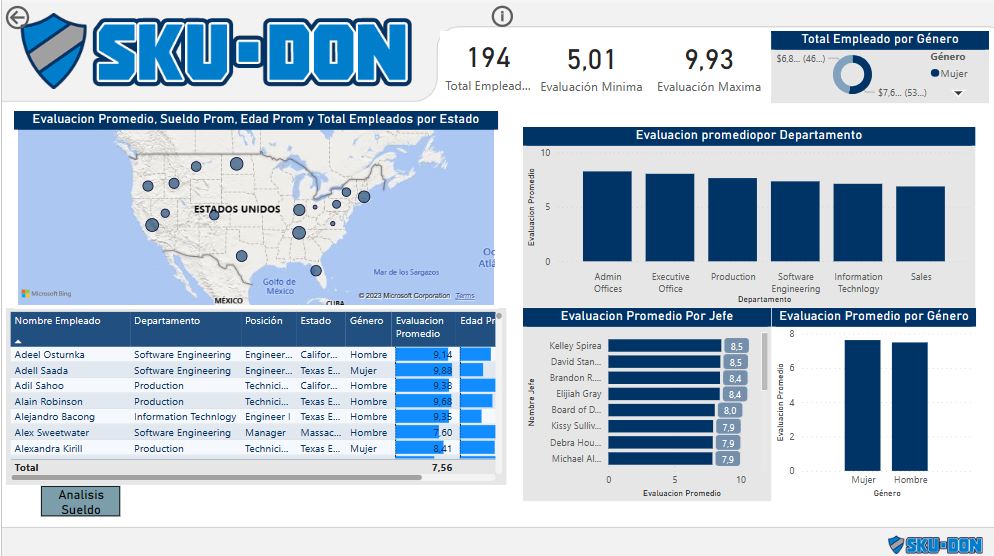 SKU-DON
194
Total Emplead...
5,01
Evaluación Minima
9,93
Evaluación Maxima
Total Empleado por Género
$6,8... (46...)
$7,6... (53...)
Género
Mujer
Evaluacion Promedio, Sueldo Prom, Edad Prom y Total Empleados por Estado
ESTADOS UNIDOS
Golfo de
México
Mar de los Sargazos
Oc
Atlá
MÉXICO
CUBA
Microsoft Bing
© 2023 Microsoft Corporation Terms
Evaluacion promediopor Departamento
Evaluacion Promedio
10
5
0
Admin
Offices
Executive
Office
Production
Software
Engineering
Information
Technlogy
Sales
Departamento
Nombre Empleado Departamento Posición Estado Género Evaluacion Promedio Edad Pr
Adeel Osturnka Software Engineering Engineer... Califor... Hombre 9,14
Adell Saada Software Engineering Engineer... Texas E... Mujer 9,88
Adil Sahoo Production Technici... Califor... Hombre 9,38
Alain Robinson Production Technici... Texas E... Hombre 9,68
Alejandro Bacong Information Technlogy Engineer I Texas E... Hombre 9,35
Alex Sweetwater Software Engineering Manager Massac... Hombre 7,60
Alexandra Kirill Production Technici... Texas E... Mujer 8,41
Total 7,56
Analisis
Sueldo
Evaluacion Promedio Por Jefe
Nombre Jefe
Kelley Spirea 8,5
David Stan... 8,5
Brandon R.... 8,4
Elijiah Gray 8,4
Board of D... 8,0
Kissy Sulliv... 7,9
Debra Hou... 7,9
Michael Al... 7,9
0 5 10
Evaluacion Promedio
Evaluacion Promedio por Género
Evaluacion Promedio
8
6
4
2
0
Mujer Hombre
Género
SKU-DON